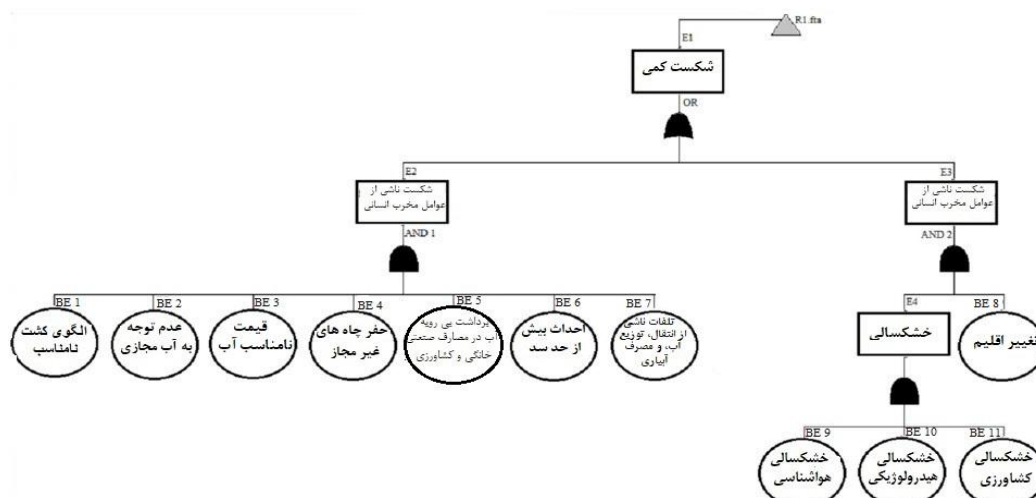 R1.fta
E1
شکست کمی
OR
E2
شکست ناشی از
عوامل مخرب انسانی
AND 1
E3
شکست ناشی از
عوامل مخرب انسانی
AND 2
BE 1
الگوی کشت
نامناسب
BE 2
عدم توجه
به آب مجازی
BE 3
قیمت
نامناسب آب
BE 4
حفر چاه های
غیر مجاز
BE 5
برداشت بی رویه
آب در مصارف صنعتی
خانگی و کشاورزی
BE 6
احداث بیش
از حد سد
BE 7
تلفات ناشی
از انتقال، توزیع
آب، و مصرف
آبیاری
E4
خشکسالی
BE 8
تغییر اقلیم
BE 9
خشکسالی
هواشناسی
BE 10
خشکسالی
هیدرولوژیکی
BE 11
خشکسالی
کشاورزی